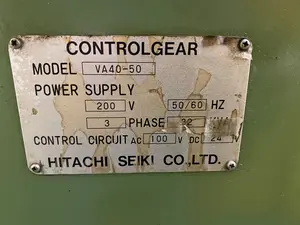 CONTROLGEAR
MODEL VA40-50
POWER SUPPLY
200 V 50/60 HZ
3 PHASE 32
CONTROL CIRCUIT AC 100 V DC 24
HITACHI SEIKI CO.,LTD.